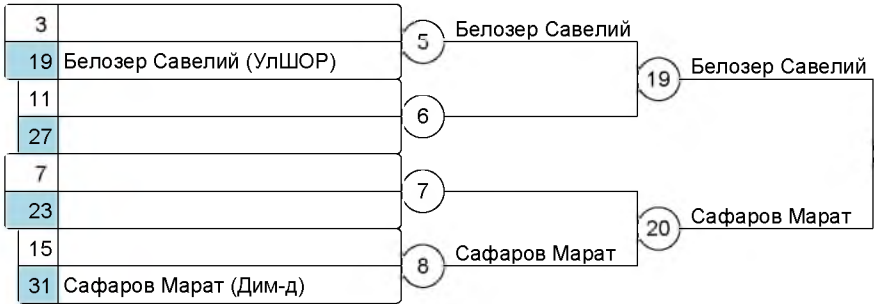 3
5 Белозер Савелий
19 Белозер Савелий (УлШОР)
19 Белозер Савелий
11
6
27
7
7
23
20 Сафаров Марат
15
8 Сафаров Марат
31 Сафаров Марат (Дим-д)